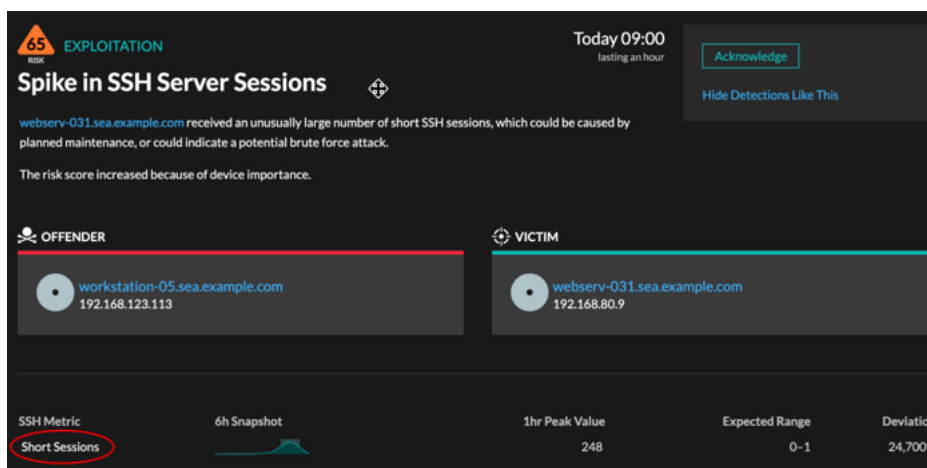 65
RISK
EXPLOITATION
Today 09:00
lasting an hour
Spike in SSH Server Sessions
Acknowledge
Hide Detections Like This
webserv-031.sea.example.com received an unusually large number of short SSH sessions, which could be caused by
planned maintenance, or could indicate a potential brute force attack.
The risk score increased because of device importance.
OFFENDER
workstation-05.sea.example.com
192.168.123.113
VICTIM
webserv-031.sea.example.com
192.168.80.9
SSH Metric 6h Snapshot 1hr Peak Value Expected Range Deviatio
Short Sessions 248 0–1 24,700